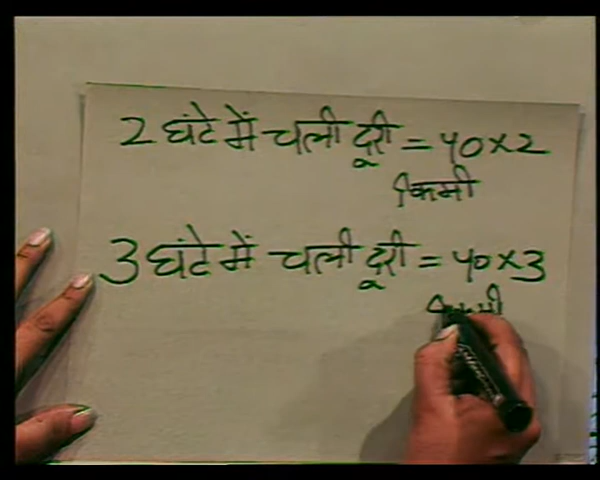 2 घंटे में चली दूरी = 40×2
किमी
3 घंटे में चली दूरी = 40×3
किमी